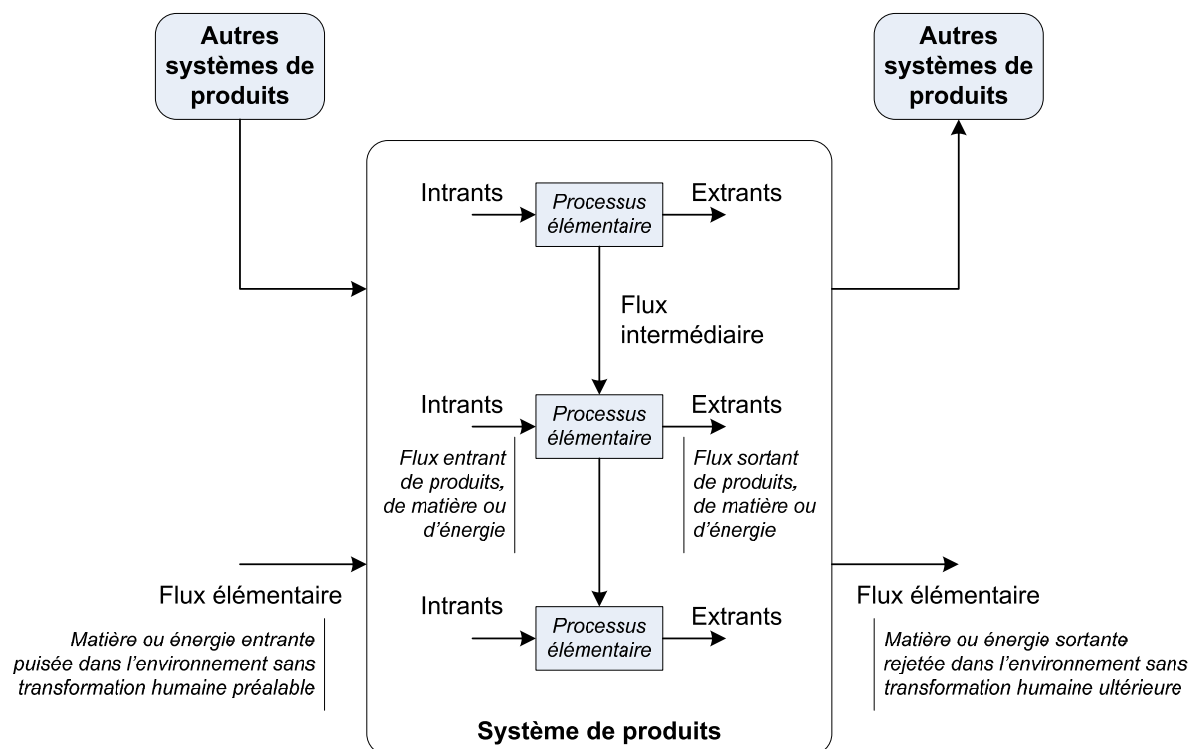 Autres
systèmes de
produits
Autres
systèmes de
produits
Intrants
Processus
élémentaire
Extrants
Flux
intermédiaire
Intrants
Processus
élémentaire
Extrants
Flux entrant
de produits,
de matière ou
d'énergie
Flux sortant
de produits,
de matière ou
d'énergie
Flux élémentaire
Matière ou énergie entrante
puisée dans l'environnement sans
transformation humaine préalable
Intrants
Processus
élémentaire
Extrants
Flux élémentaire
Matière ou énergie sortante
rejetée dans l'environnement sans
transformation humaine ultérieure
Système de produits